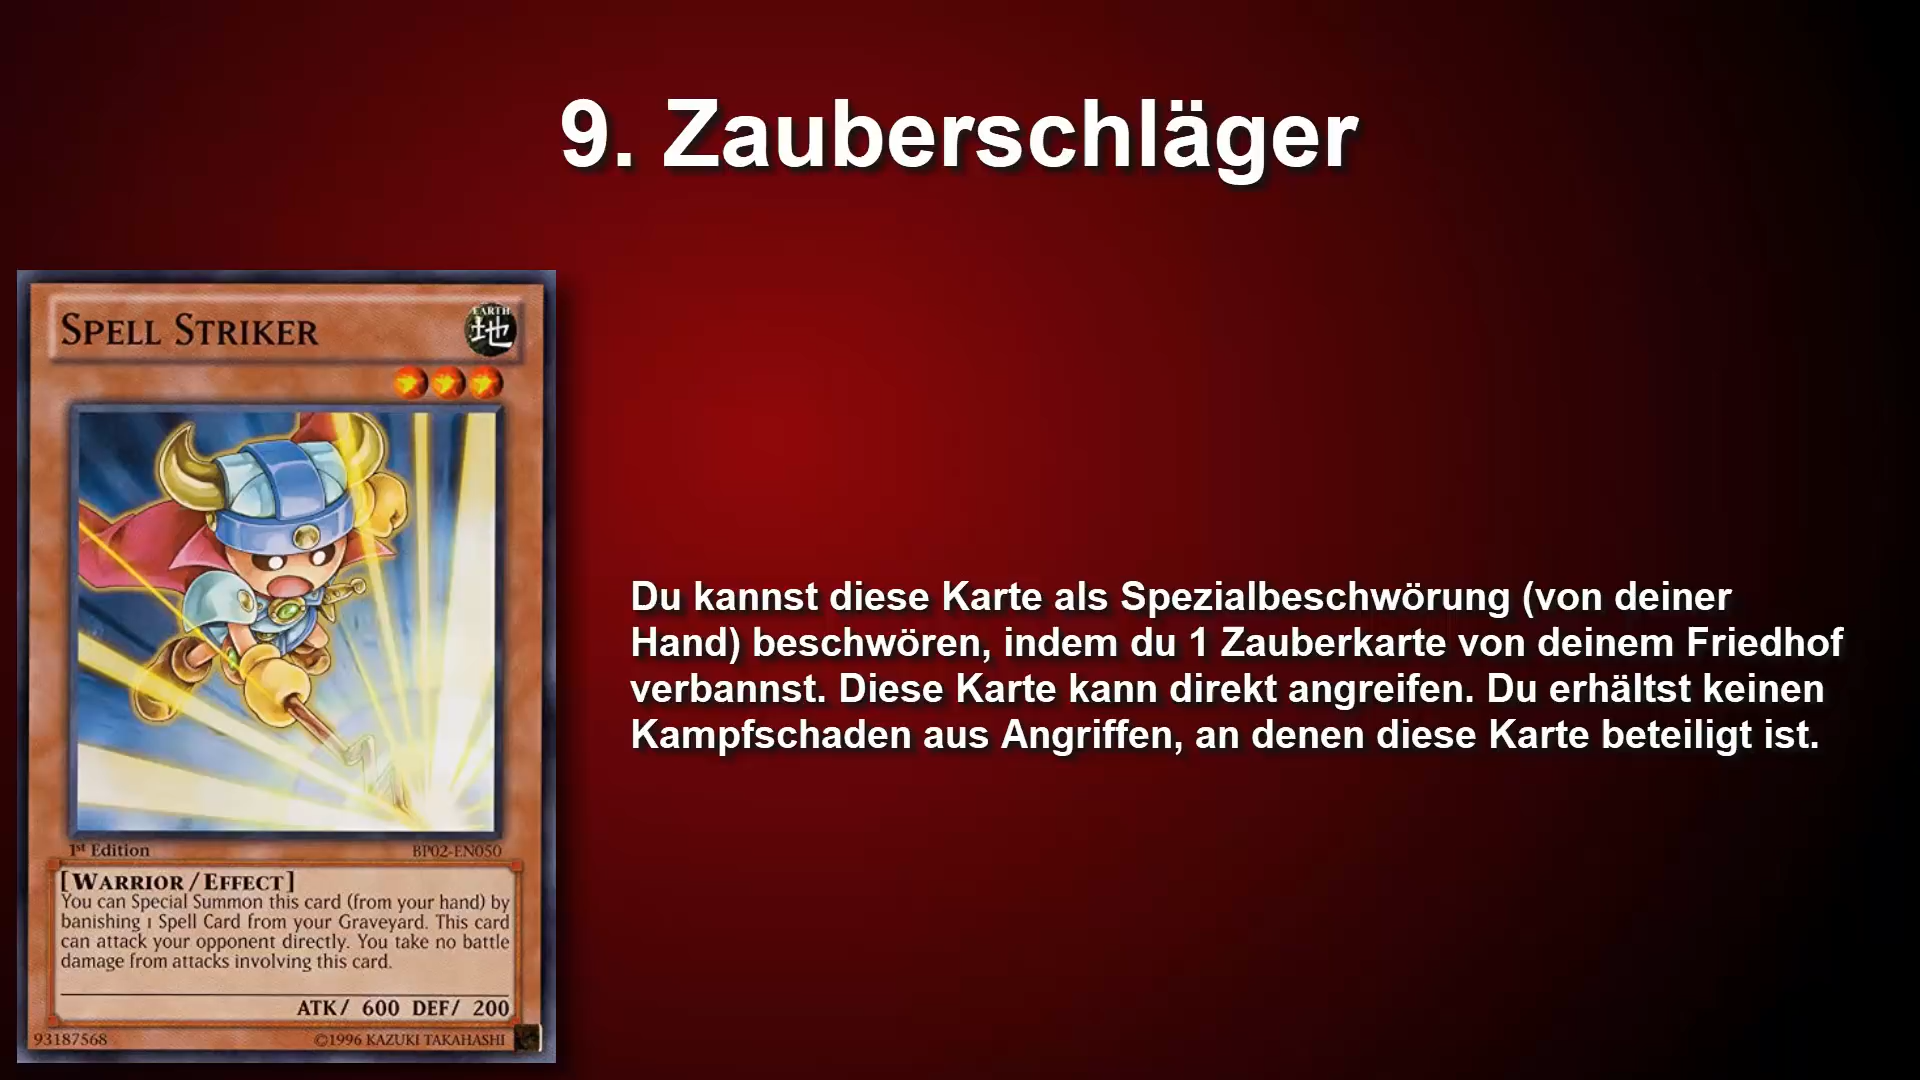 9. Zauberschläger
SPELL STRIKER
EARTH
地
1st Edition
BP02-EN050
[WARRIOR/EFFECT]
You can Special Summon this card (from your hand) by
banishing 1 Spell Card from your Graveyard. This card
can attack your opponent directly. You take no battle
damage from attacks involving this card.
ATK/ 600 DEF/ 200
93187568
©1996 KAZUKI TAKAHASHI
Du kannst diese Karte als Spezialbeschwörung (von deiner
Hand) beschwören, indem du 1 Zauberkarte von deinem Friedhof
verbannst. Diese Karte kann direkt angreifen. Du erhältst keinen
Kampfschaden aus Angriffen, an denen diese Karte beteiligt ist.